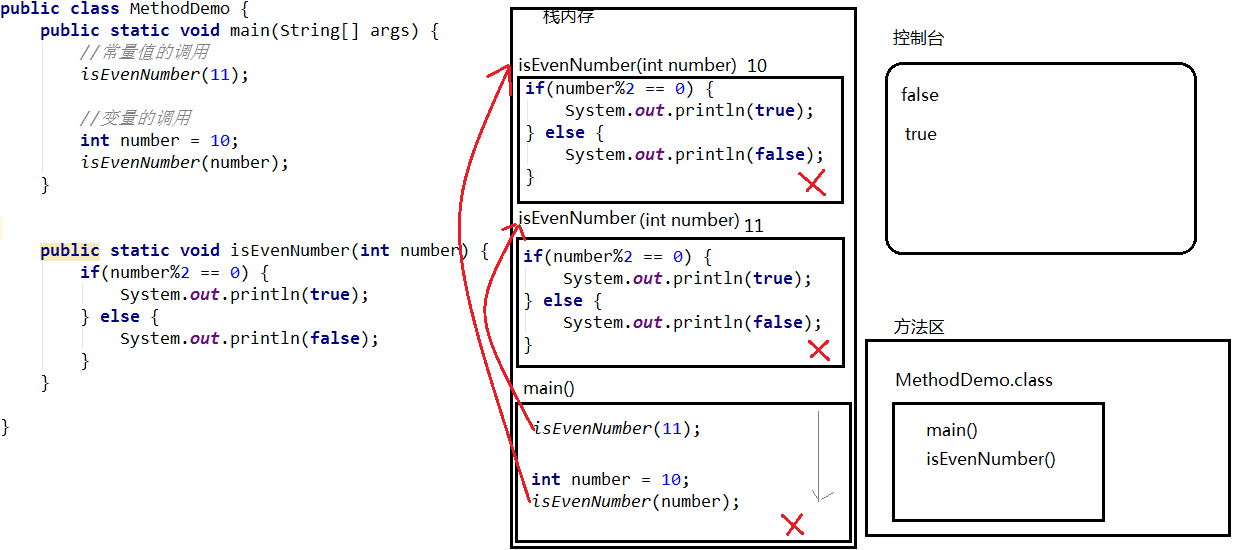 public class MethodDemo {
public static void main(String[] args) {
//常量值的调用
isEvenNumber(11);
//变量的调用
int number = 10;
isEvenNumber(number);
}
public static void isEvenNumber(int number) {
if(number%2 == 0) {
System.out.println(true);
} else {
System.out.println(false);
}
}
}
栈内存
isEvenNumber(int number) 10
if(number%2 == 0) {
System.out.println(true);
} else {
System.out.println(false);
}
isEvenNumber (int number) 11
if(number%2 == 0) {
System.out.println(true);
} else {
System.out.println(false);
}
main()
isEvenNumber(11);
int number = 10;
isEvenNumber(number);
控制台
false
true
方法区
MethodDemo.class
main()
isEvenNumber()